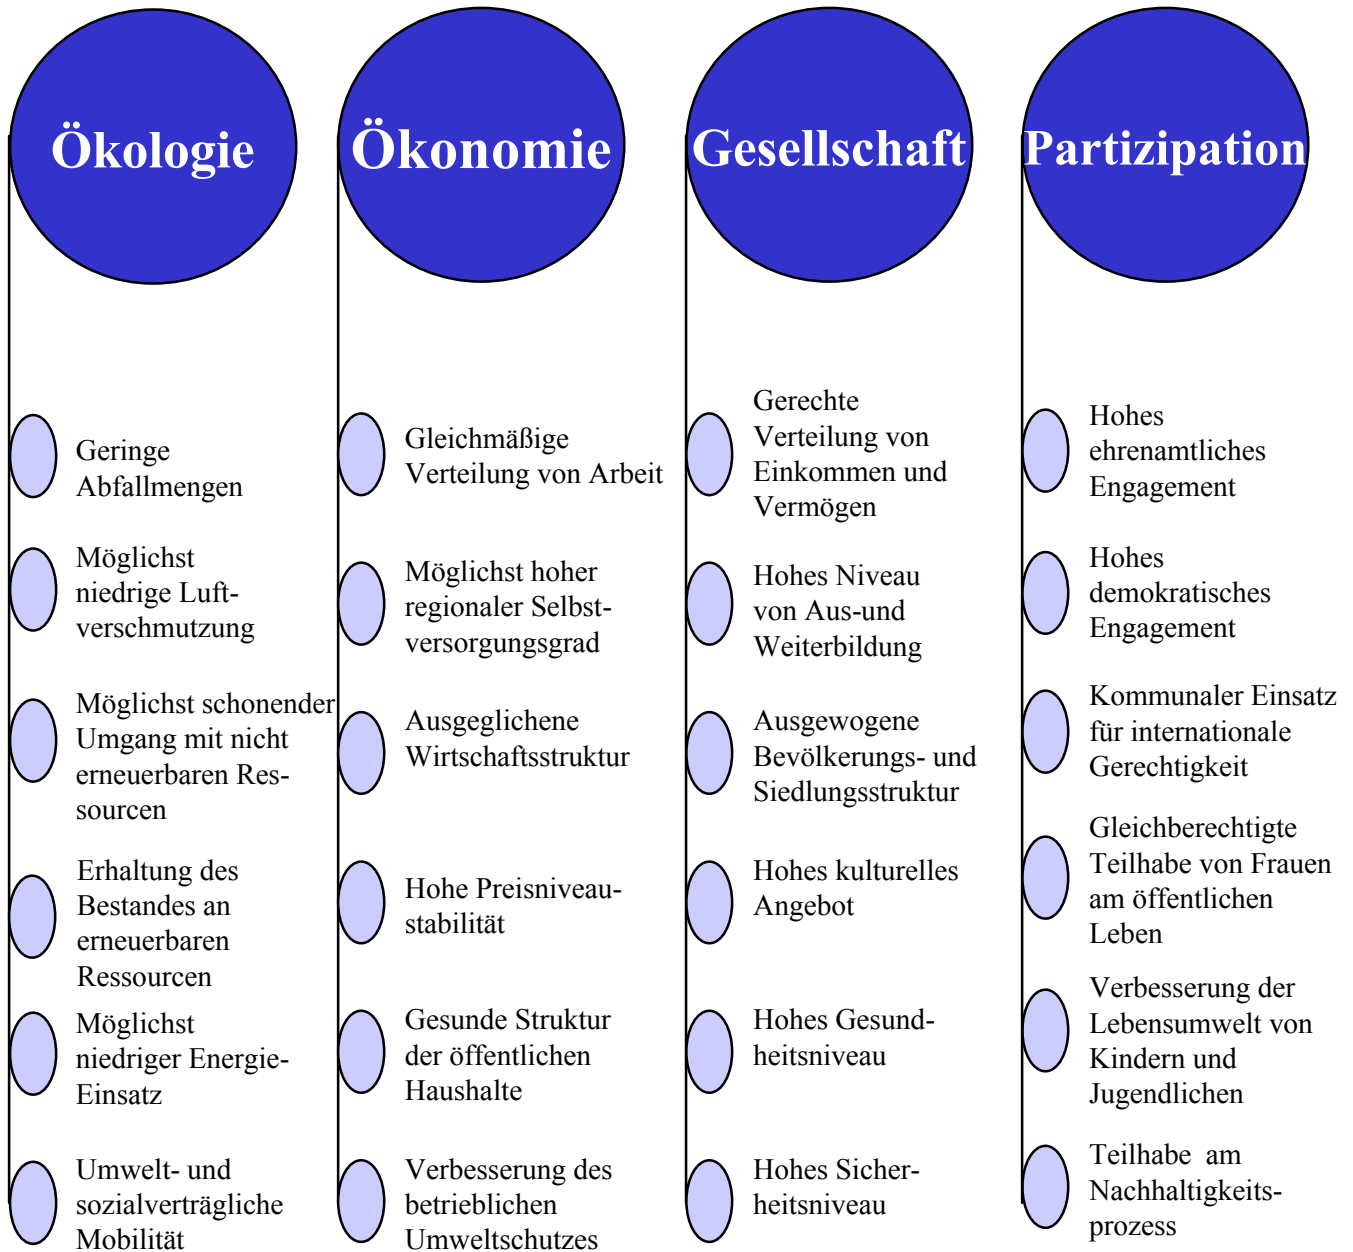 Ökologie
Geringe
Abfallmengen
Möglichst
niedrige Luft-
verschmutzung
Möglichst schonender
Umgang mit nicht
erneuerbaren Res-
sourcen
Erhaltung des
Bestandes an
erneuerbaren
Ressourcen
Möglichst
niedriger Energie-
Einsatz
Umwelt- und
sozialverträgliche
Mobilität
Ökonomie
Gleichmäßige
Verteilung von Arbeit
Möglichst hoher
regionaler Selbst-
versorgungsgrad
Ausgeglichene
Wirtschaftsstruktur
Hohe Preisniveau-
stabilität
Gesunde Struktur
der öffentlichen
Haushalte
Verbesserung des
betrieblichen
Umweltschutzes
Gesellschaft
Gerechte
Verteilung von
Einkommen und
Vermögen
Hohes Niveau
von Aus-und
Weiterbildung
Ausgewogene
Bevölkerungs- und
Siedlungsstruktur
Hohes kulturelles
Angebot
Hohes Gesund-
heitsniveau
Hohes Sicher-
heitsniveau
Partizipation
Hohes
ehrenamtliches
Engagement
Hohes
demokratisches
Engagement
Kommunaler Einsatz
für internationale
Gerechtigkeit
Gleichberechtigte
Teilhabe von Frauen
am öffentlichen
Leben
Verbesserung der
Lebensumwelt von
Kindern und
Jugendlichen
Teilhabe  am
Nachhaltigkeits-
prozess